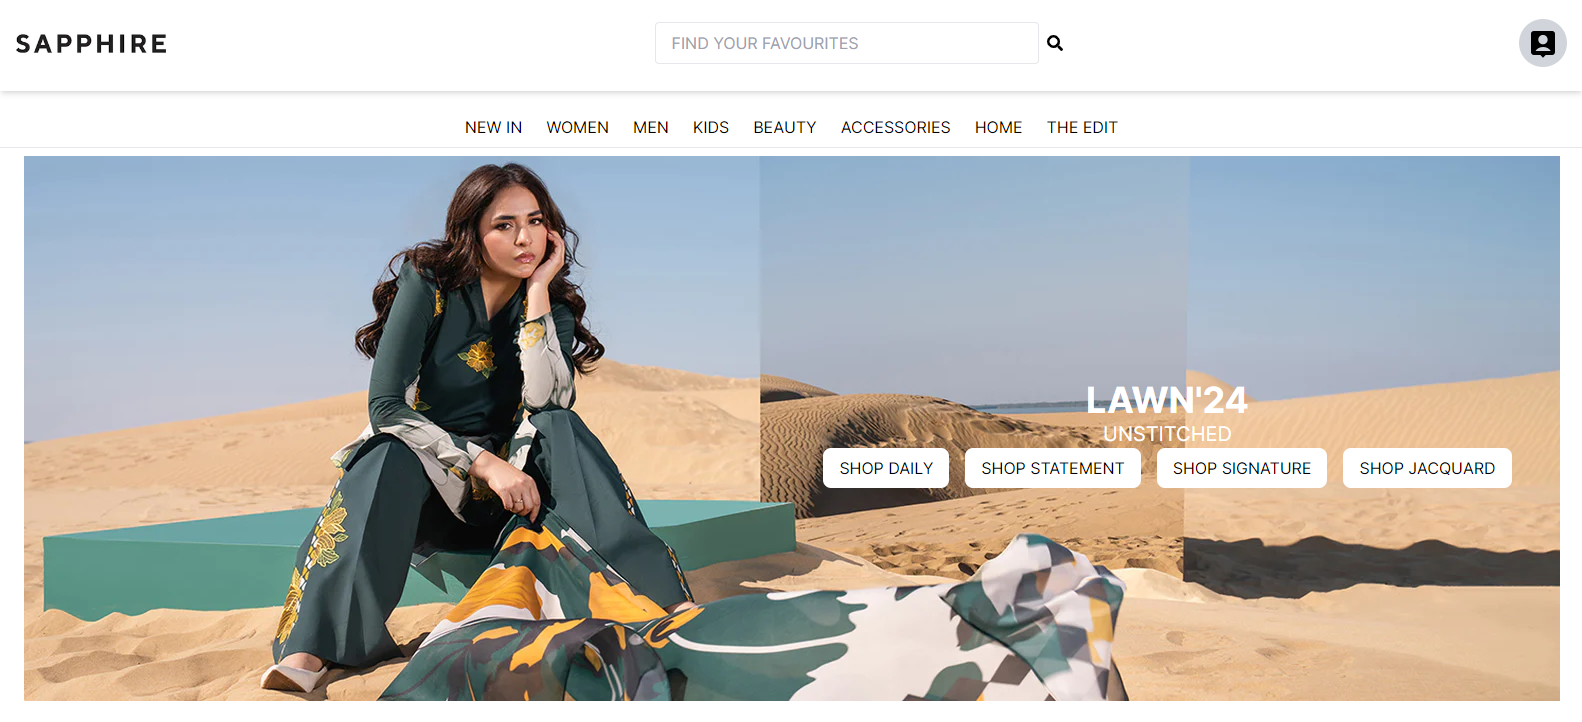 SAPPHIRE
FIND YOUR FAVOURITES
NEW IN WOMEN MEN KIDS BEAUTY ACCESSORIES HOME THE EDIT
LAWN'24
UNSTITCHED
SHOP DAILY SHOP STATEMENT SHOP SIGNATURE SHOP JACQUARD